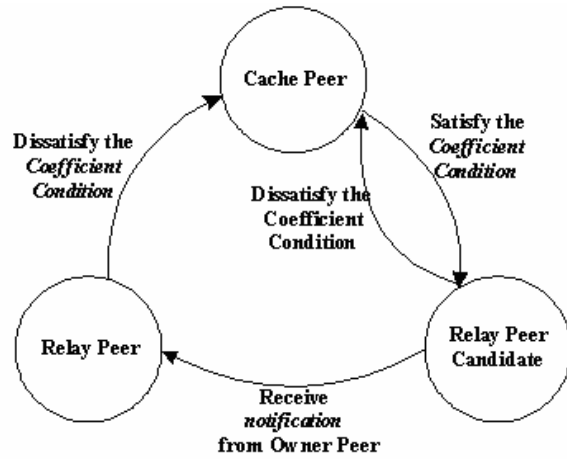 Cache Peer
Dissatisfy the
Coefficient
Condition
Satisfy the
Coefficient
Condition
Dissatisfy the
Coefficient
Condition
Relay Peer
Relay Peer
Candidate
Receive
notification
from Owner Peer